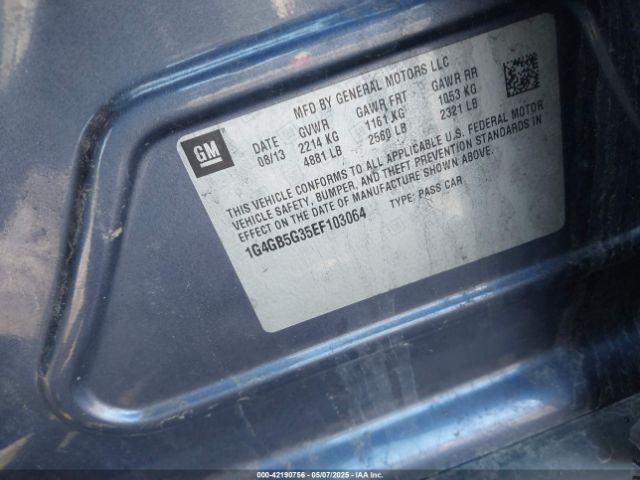 GM
MFD BY GENERAL MOTORS LLC
DATE GVWR GAWR FRT GAWR RR
08/13 2214 KG 1161 KG 1053 KG
4881 LB 2560 LB 2321 LB
THIS VEHICLE CONFORMS TO ALL APPLICABLE U.S. FEDERAL MOTOR
VEHICLE SAFETY, BUMPER, AND THEFT PREVENTION STANDARDS IN
EFFECT ON THE DATE OF MANUFACTURE SHOWN ABOVE.
1G4GB5G35EF103064 TYPE: PASS CAR
000-42190756 - 05/07/2025 - IAAI.COM